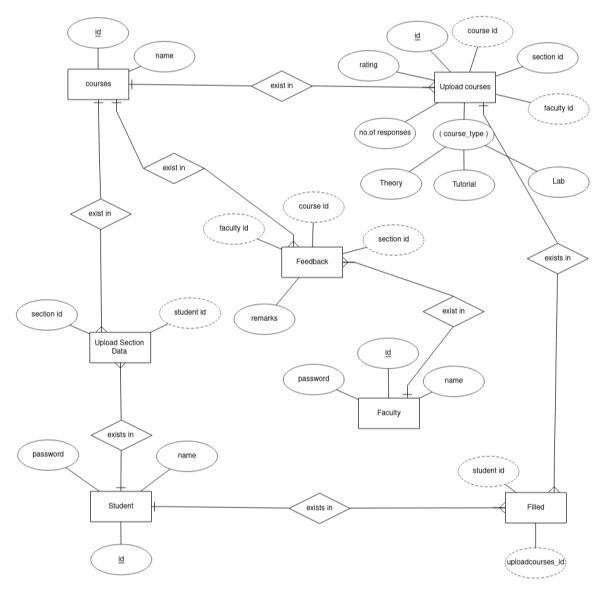 id
course id
id
name
section id
rating
courses
exist in
Upload courses
faculty id
no.of responses
( course_type )
exist in
Theory
Tutorial
Lab
course id
exist in
faculty id
section id
Feedback
exists in
section id
student id
remarks
exist in
Upload Section
Data
id
password
name
Faculty
exists in
password
name
student id
Student
exists in
Filled
id
uploadcourses_id